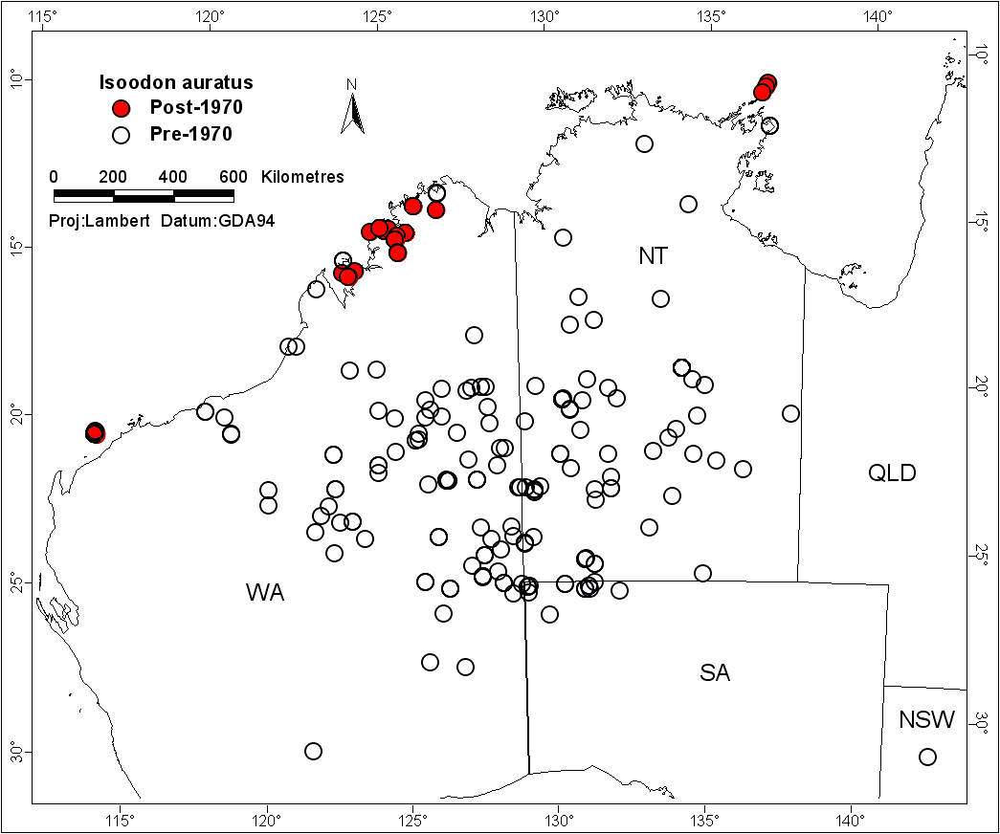 115° 120° 125° 130° 135° 140°
10°
10°
Isoodon auratus
Post-1970
Pre-1970
N
0 200 400 600 Kilometres
Proj:Lambert Datum:GDA94
15°
15°
NT
20°
20°
QLD
25°
25°
WA
SA
NSW
30°
30°
115° 120° 125° 130° 135° 140°